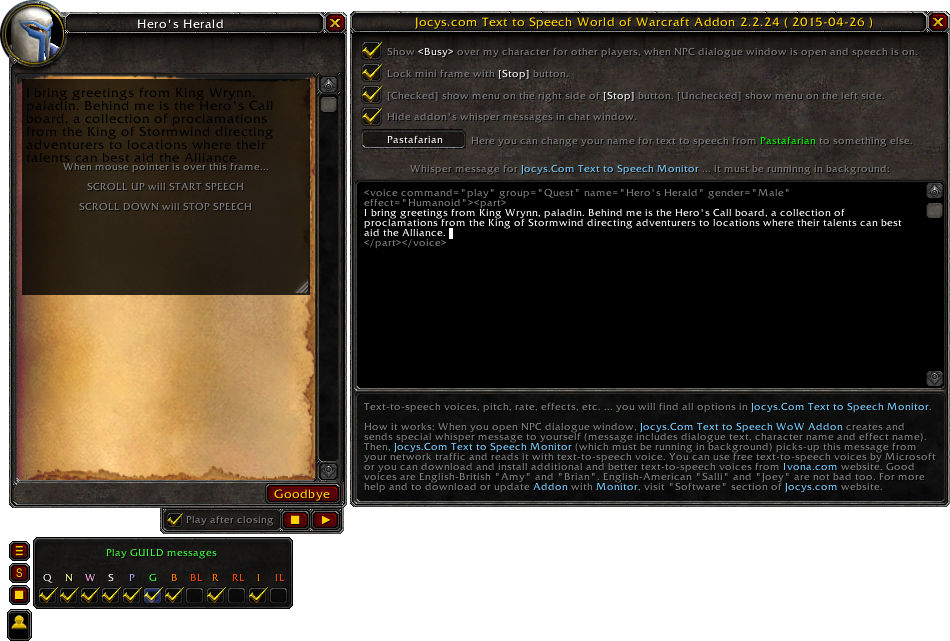 Hero's Herald
I bring greetings from King Wrynn,
paladin. Behind me is the Hero's Call
board, a collection of proclamations
from the King of Stormwind directing
adventurers to locations where their
talents can best aid the Alliance.
When mouse pointer is over this frame...
SCROLL UP will START SPEECH
SCROLL DOWN will STOP SPEECH
Goodbye
Play after closing
Jocys.com Text to Speech World of Warcraft Addon 2.2.24 ( 2015-04-26 )
Show <Busy> over my character for other players, when NPC dialogue window is open and speech is on.
Lock mini frame with [Stop] button.
[Checked] show menu on the right side of [Stop] button. [Unchecked] show menu on the left side.
Hide addon's whisper messages in chat window.
Pastafarian
Here you can change your name for text to speech from Pastafarian to something else.
Whisper message for Jocys.com Text to Speech Monitor ... it must be runnning in background:
<voice command="play" group="Quest" name="Hero's Herald" gender="Male"
effect="Humanoid"><part>
I bring greetings from King Wrynn, paladin. Behind me is the Hero's Call board, a collection of
proclamations from the King of Stormwind directing adventurers to locations where their talents can best
aid the Alliance.
</part></voice>
Text-to-speech voices, pitch, rate, effects, etc. ... you will find all options in Jocys.Com Text to Speech Monitor.
How it works: When you open NPC dialogue window, Jocys.Com Text to Speech WoW Addon creates and
sends special whisper message to yourself (message includes dialogue text, character name and effect name).
Then, Jocys.Com Text to Speech Monitor (which must be running in background) picks-up this message from
your network traffic and reads it with text-to-speech voice. You can use free text-to-speech voices by Microsoft
or you can download and install additional and better text-to-speech voices from Ivona.com website. Good
voices are English-British "Amy" and "Brian". English-American "Salli" and "Joey" are not bad too. For more
help and to download or update Addon with Monitor, visit "Software" section of Jocys.com website.
Play GUILD messages
Q N W S P G B BL R RL I IL
S